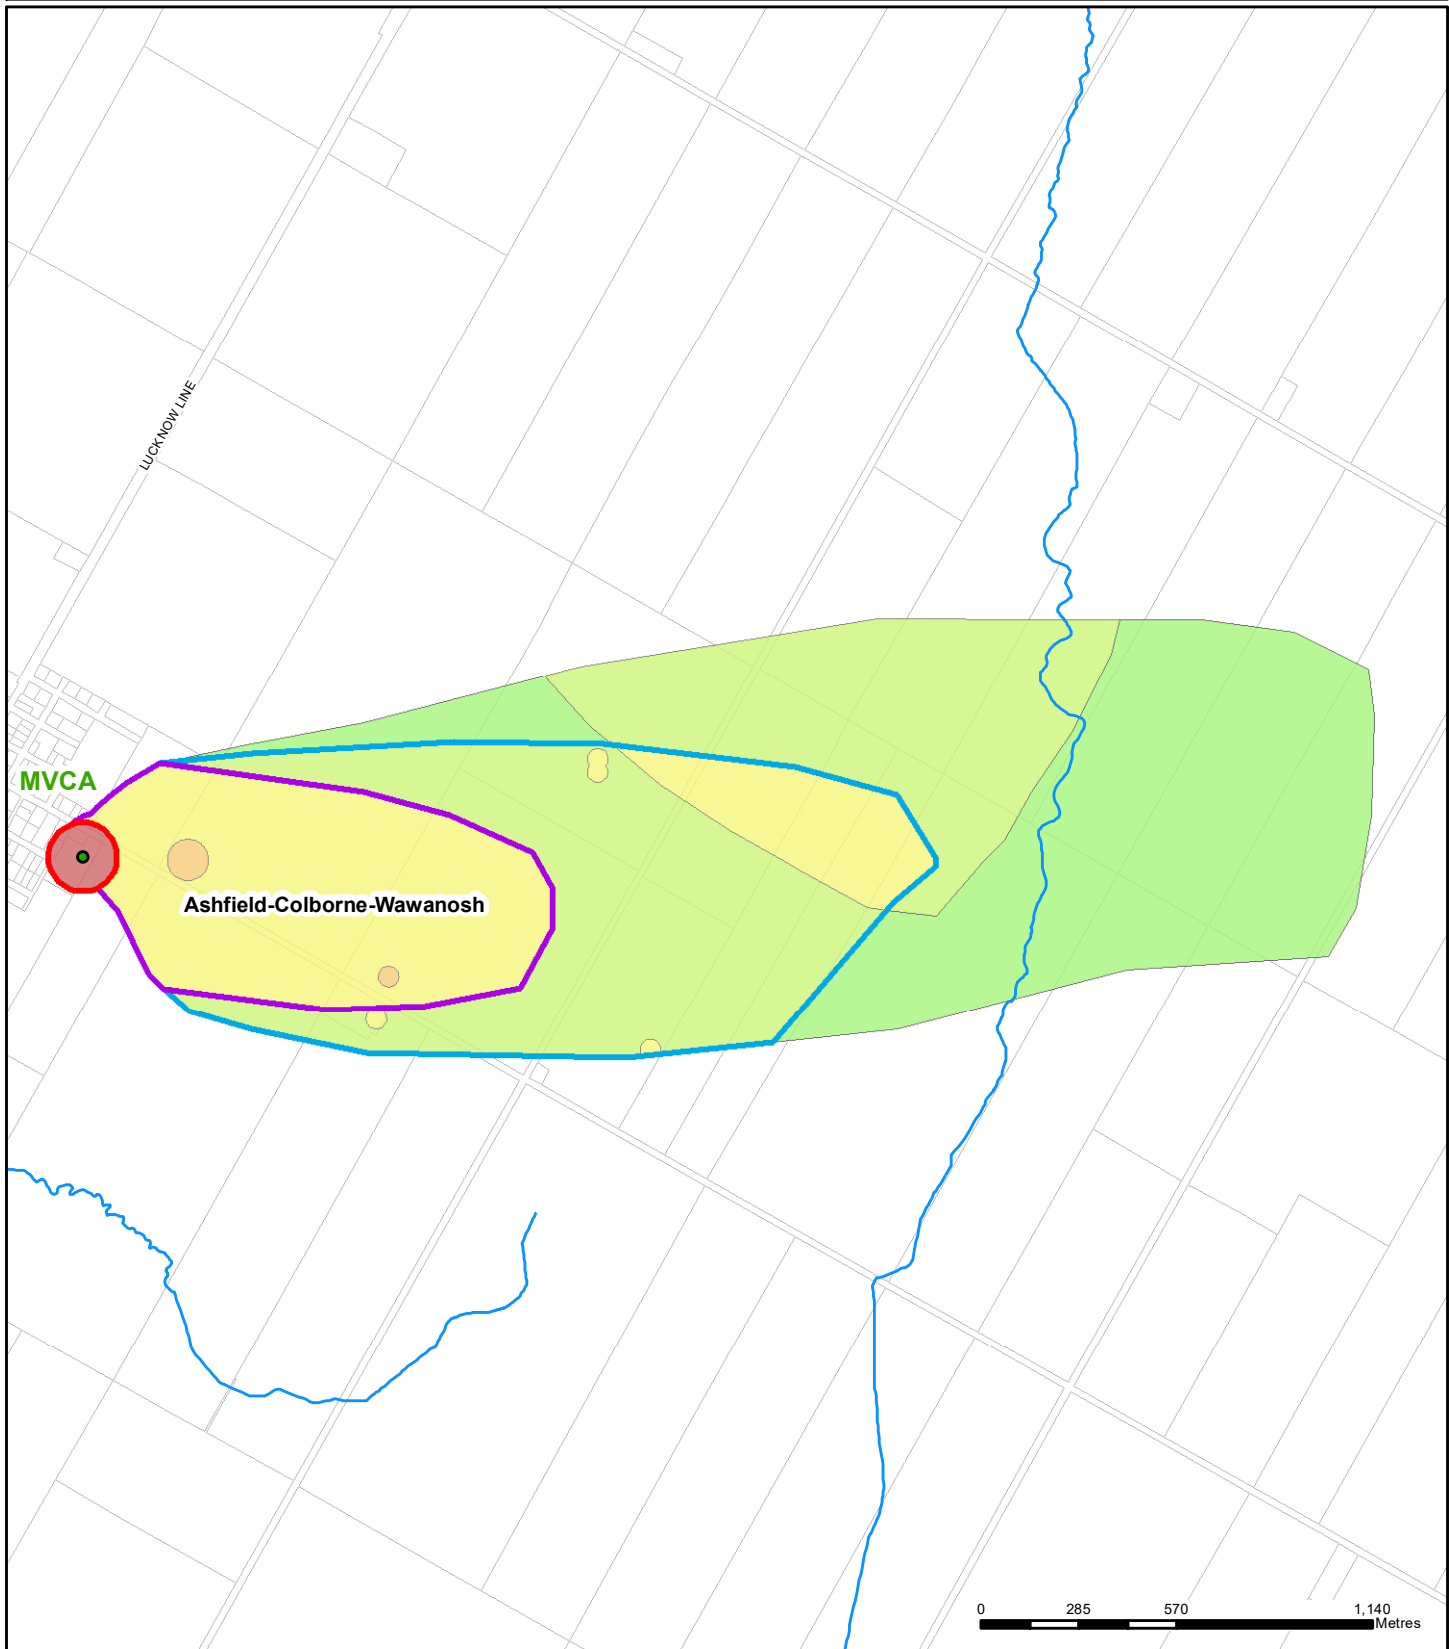 LUCKNOW LINE
MVCA
Ashfield-Colborne-Wawanosh
0 285 570 1,140
Metres